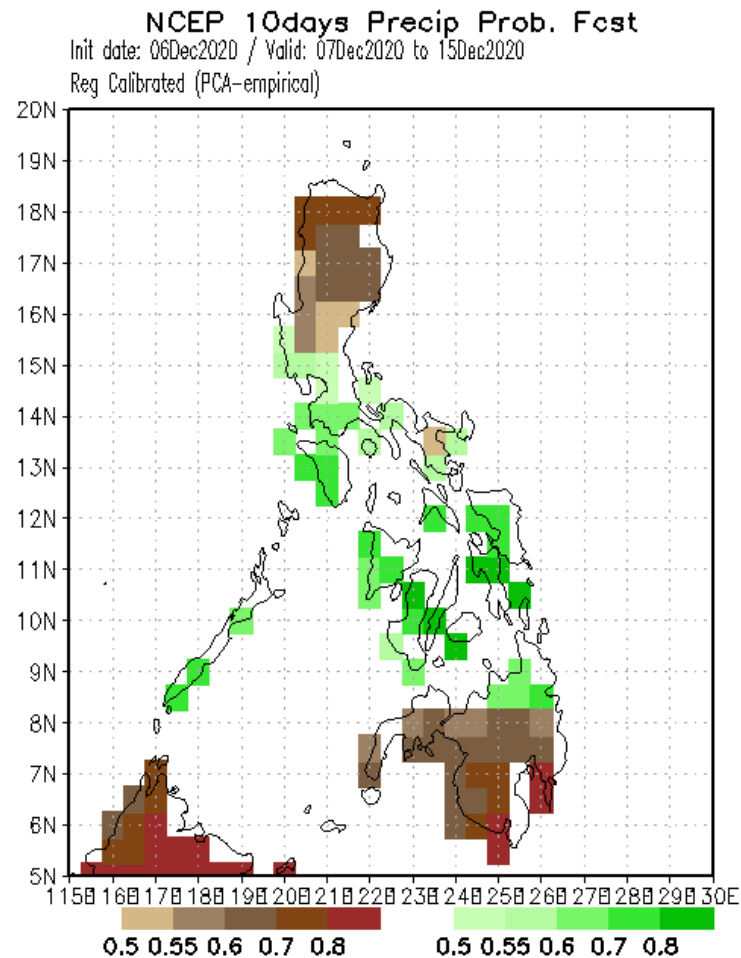 NCEP 10days Precip Prob. Fcst
Init date: 06Dec2020 / Valid: 07Dec2020 to 15Dec2020
Reg Calibrated (PCA-empirical)
20N
19N
18N
17N
16N
15N
14N
13N
12N
11N
10N
9N
8N
7N
6N
5N
115E 116E 117E 118E 119E 120E 121E 122E 123E 124E 125E 126E 127E 128E 129E 130E
0.5 0.55 0.6 0.7 0.8 0.5 0.55 0.6 0.7 0.8